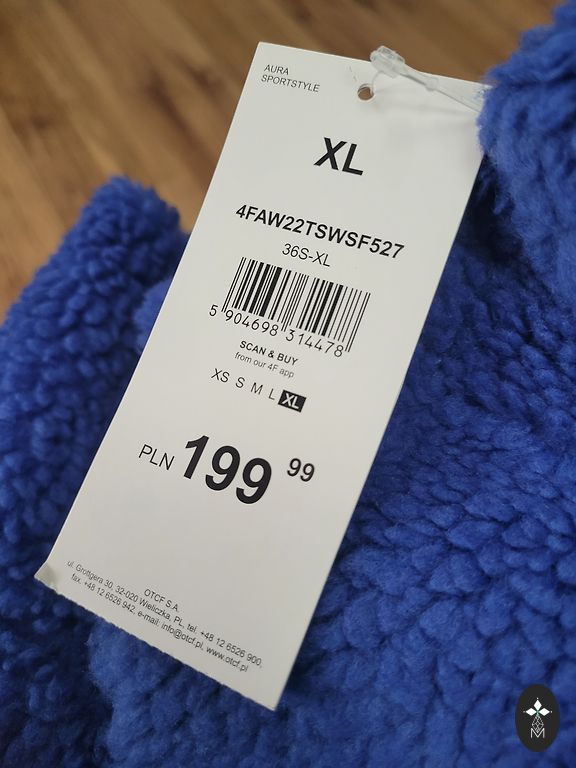 AURA
SPORTSTYLE
XL
4FAW22TSWSF527
36S-XL
5 904698 314478
SCAN & BUY
from our 4F app
XS S M L XL
PLN 199 99
OTCF S.A.
ul. Grottgera 30, 32-020 Wieliczka, PL, tel. +48 12 6526 900,
fax. +48 12 6526 942, e-mail: info@otcf.pl, www.otcf.pl
M